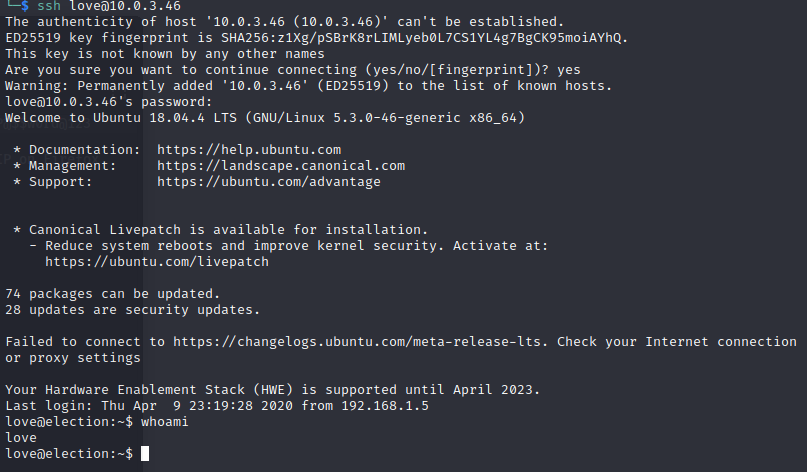 └─$ ssh love@10.0.3.46
The authenticity of host '10.0.3.46 (10.0.3.46)' can't be established.
ED25519 key fingerprint is SHA256:z1Xg/pSBrK8rLIMLyeb0L7CS1YL4g7BgCK95moiAYhQ.
This key is not known by any other names
Are you sure you want to continue connecting (yes/no/[fingerprint])? yes
Warning: Permanently added '10.0.3.46' (ED25519) to the list of known hosts.
love@10.0.3.46's password:
Welcome to Ubuntu 18.04.4 LTS (GNU/Linux 5.3.0-46-generic x86_64)
* Documentation:  https://help.ubuntu.com
* Management:     https://landscape.canonical.com
* Support:        https://ubuntu.com/advantage
* Canonical Livepatch is available for installation.
- Reduce system reboots and improve kernel security. Activate at:
https://ubuntu.com/livepatch
74 packages can be updated.
28 updates are security updates.
Failed to connect to https://changelogs.ubuntu.com/meta-release-lts. Check your Internet connection
or proxy settings
Your Hardware Enablement Stack (HWE) is supported until April 2023.
Last login: Thu Apr  9 23:19:28 2020 from 192.168.1.5
love@election:~$ whoami
love
love@election:~$